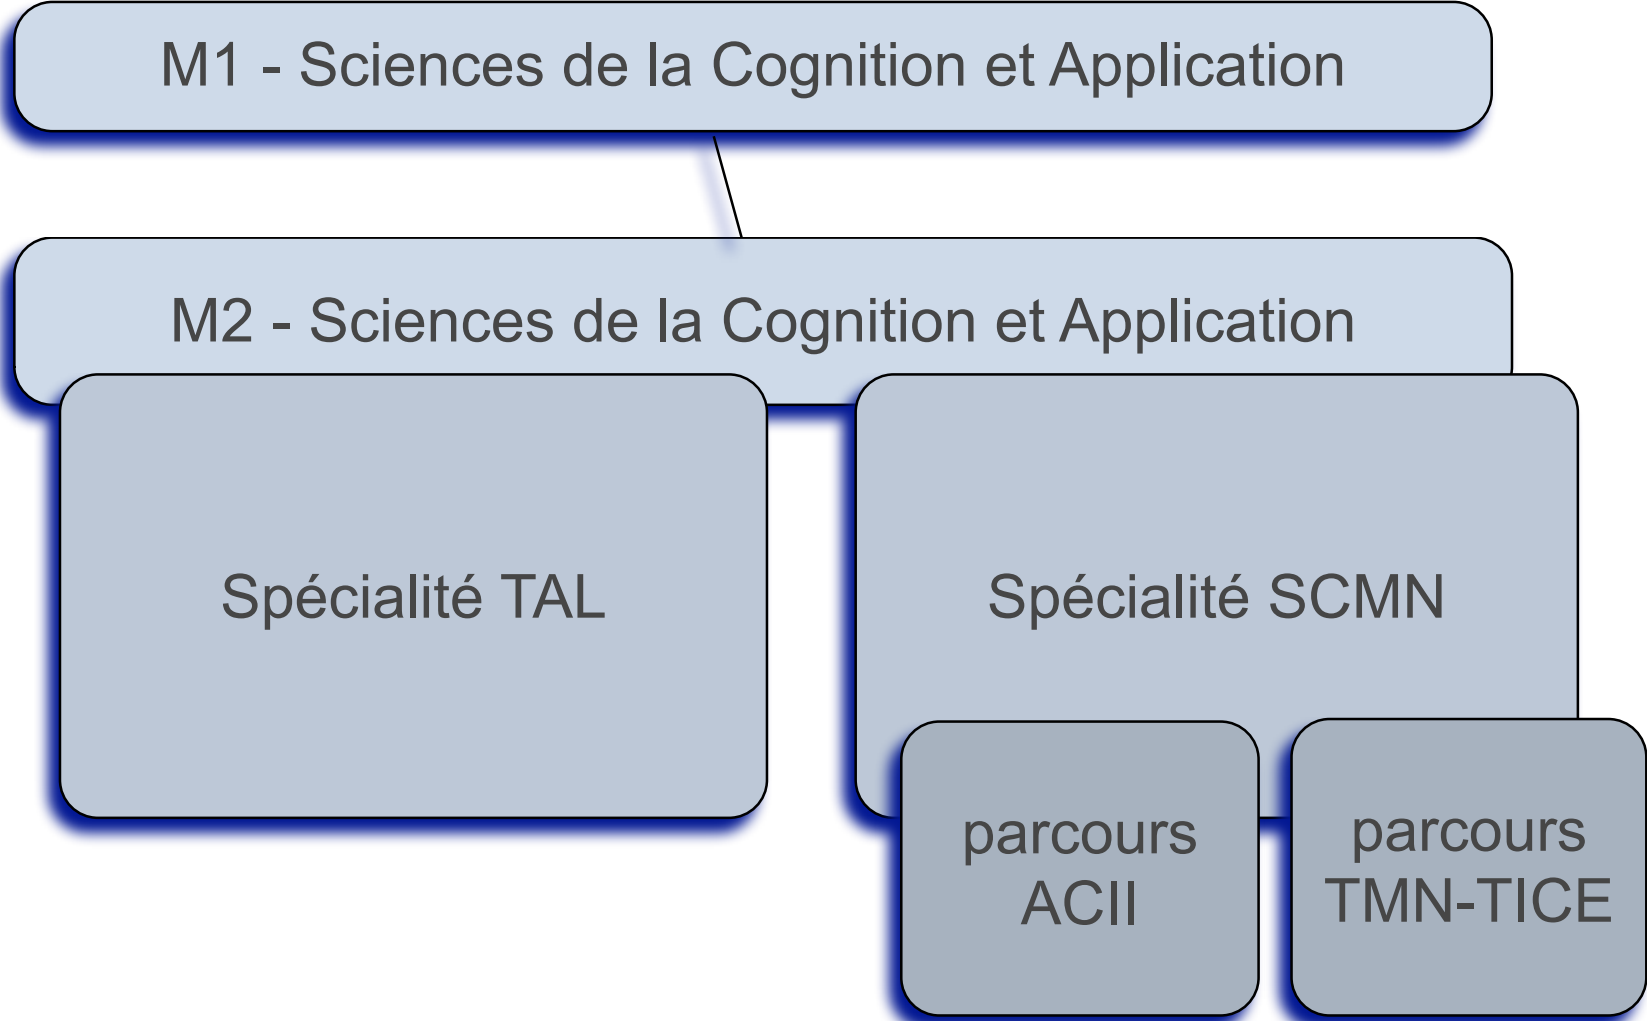 M1 - Sciences de la Cognition et Application
M2 - Sciences de la Cognition et Application
Spécialité TAL
Spécialité SCMN
parcours
ACII
parcours
TMN-TICE